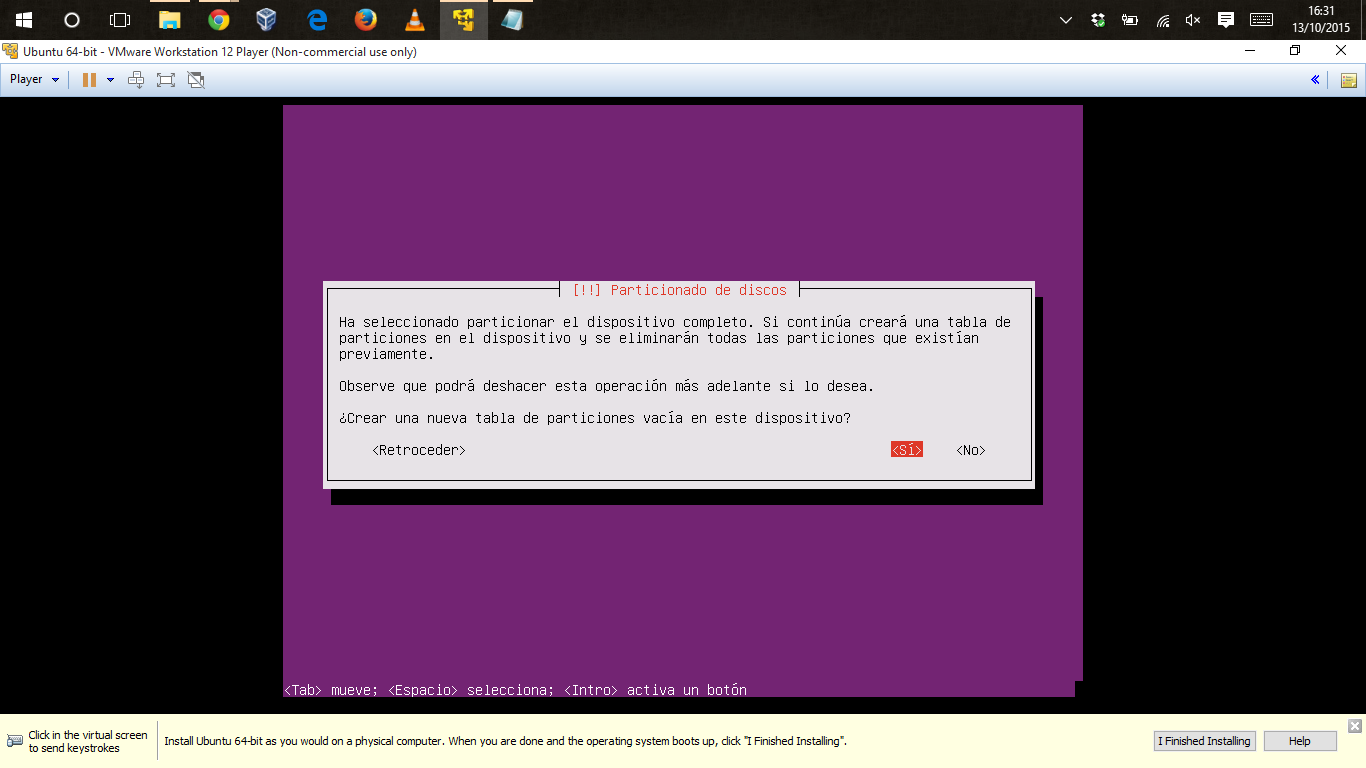 16:31
13/10/2015
Ubuntu 64-bit - VMware Workstation 12 Player (Non-commercial use only)
Player
[!!] Particionado de discos
Ha seleccionado particionar el dispositivo completo. Si continúa creará una tabla de
particiones en el dispositivo y se eliminarán todas las particiones que existían
previamente.
Observe que podrá deshacer esta operación más adelante si lo desea.
¿Crear una nueva tabla de particiones vacía en este dispositivo?
<Retroceder> <Sí> <No>
<Tab> mueve; <Espacio> selecciona; <Intro> activa un botón
Click in the virtual screen
to send keystrokes
Install Ubuntu 64-bit as you would on a physical computer. When you are done and the operating system boots up, click "I Finished Installing".
I Finished Installing
Help